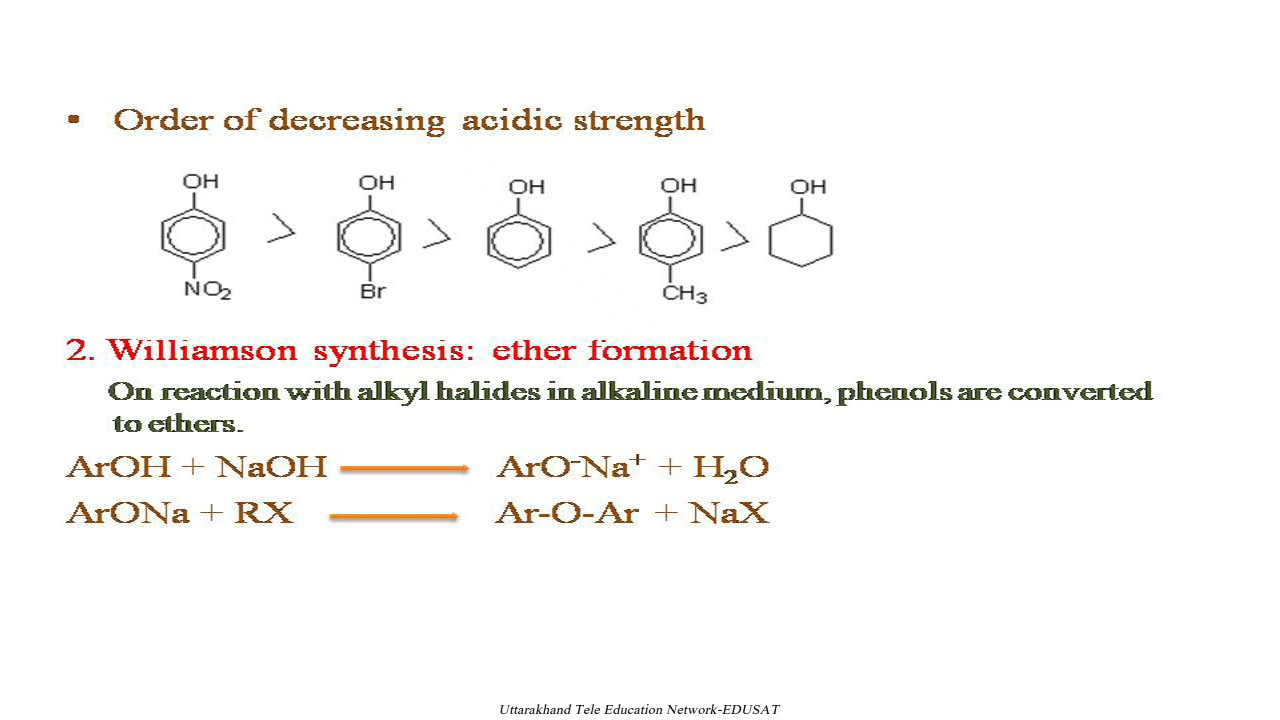 • Order of decreasing acidic strength
OH > OH > OH > OH > OH
NO₂ Br CH₃
2. Williamson synthesis: ether formation
On reaction with alkyl halides in alkaline medium, phenols are converted
to ethers.
ArOH + NaOH ⟶ ArO⁻Na⁺ + H₂O
ArONa + RX ⟶ Ar-O-Ar + NaX
Uttarakhand Tele Education Network-EDUSAT